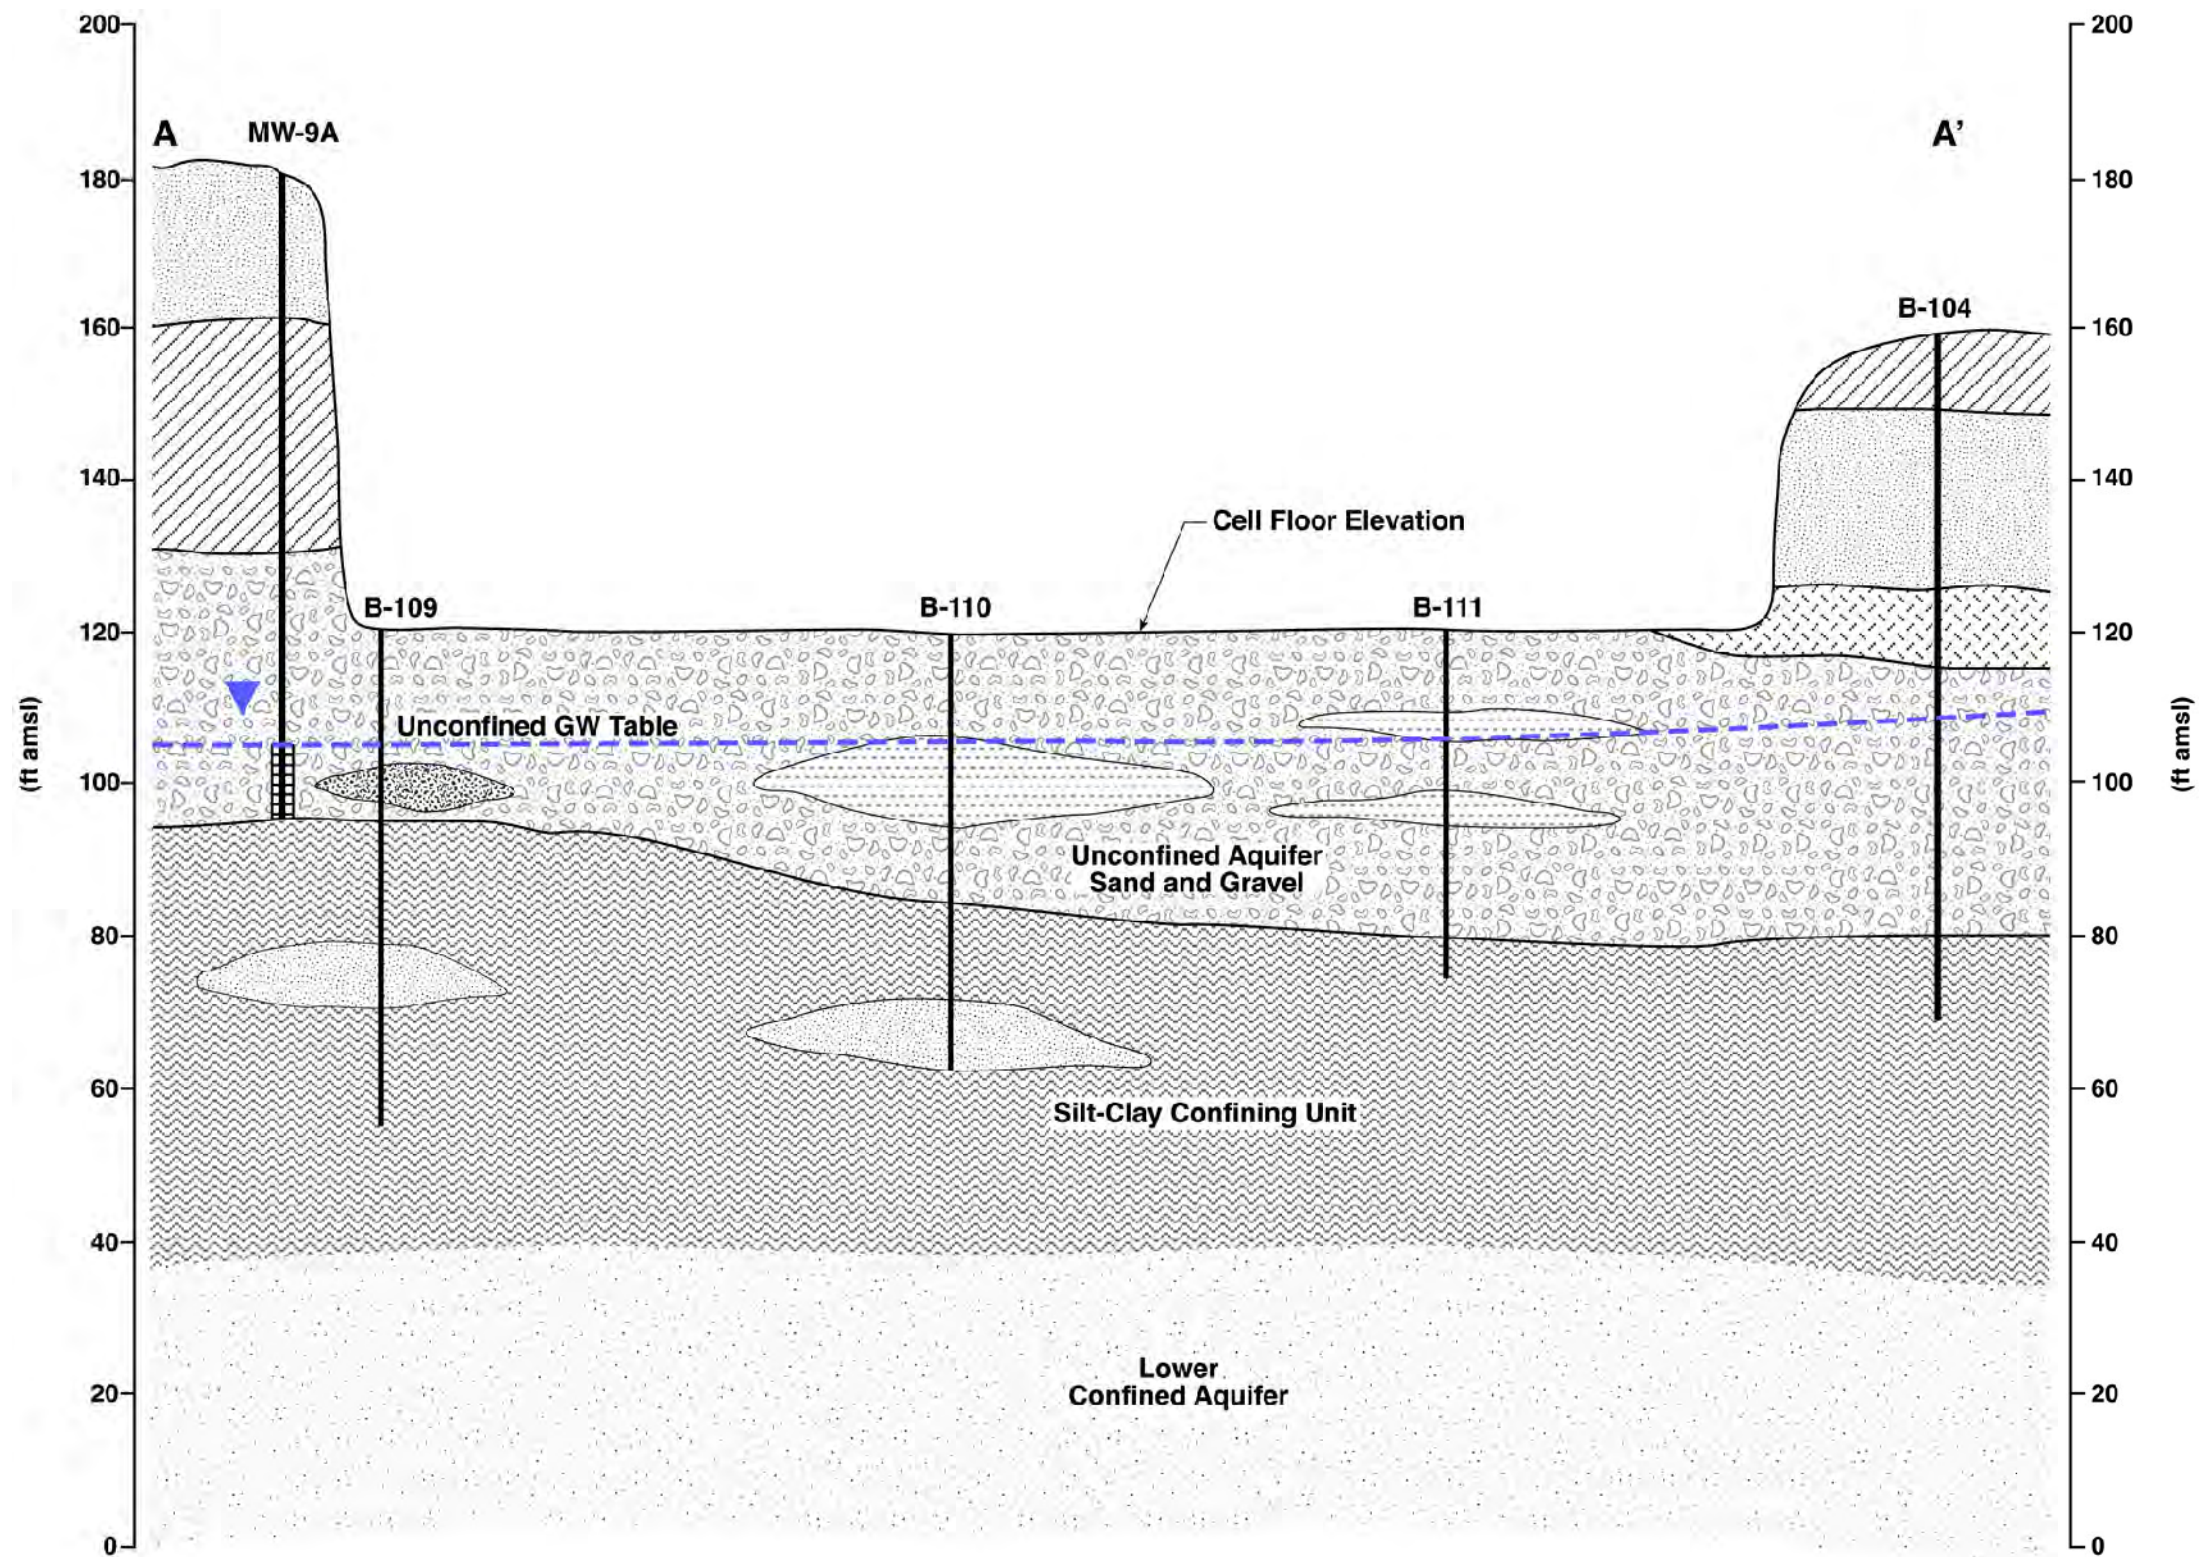 200
200
A
MW-9A
A’
180
180
B-104
160
160
140
140
Cell Floor Elevation
B-109
B-110
B-111
120
120
(ft amsl)
(ft amsl)
Unconfined GW Table
100
100
Unconfined Aquifer
Sand and Gravel
80
80
60
60
Silt-Clay Confining Unit
40
40
Lower
Confined Aquifer
20
20
0
0